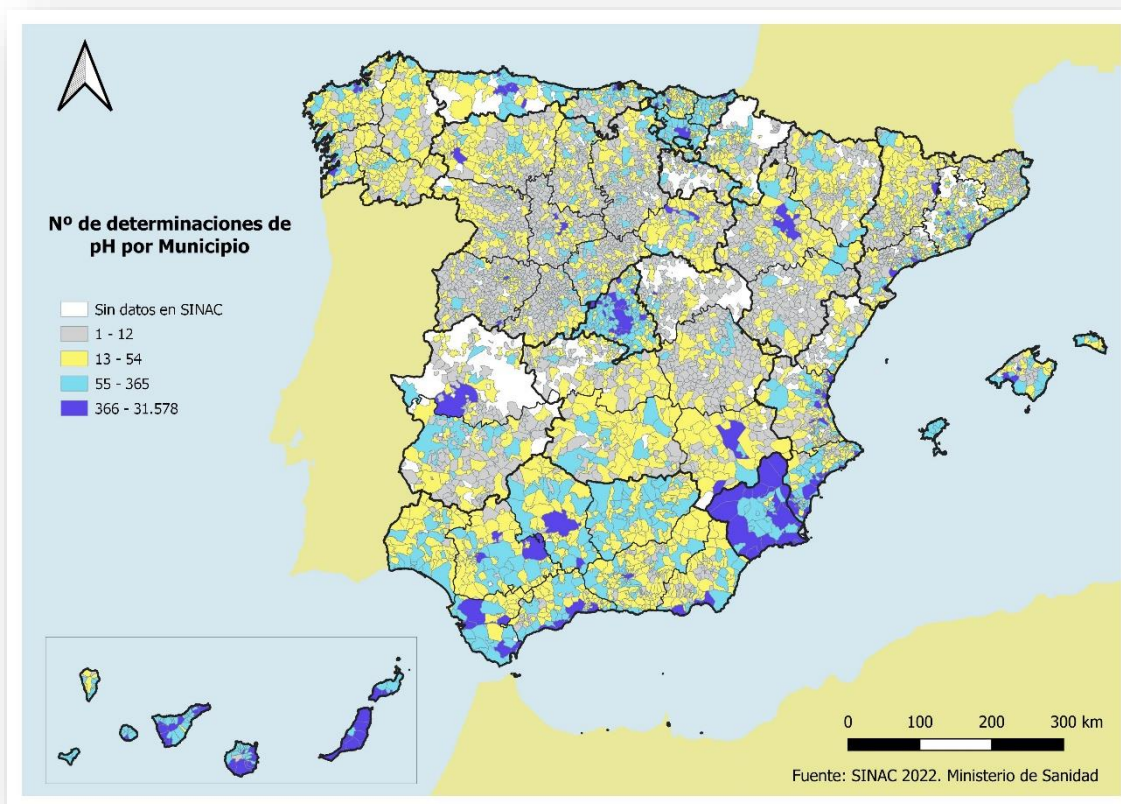 Nº de determinaciones de
pH por Municipio
Sin datos en SINAC
1 - 12
13 - 54
55 - 365
366 - 31.578
0 100 200 300 km
Fuente: SINAC 2022. Ministerio de Sanidad